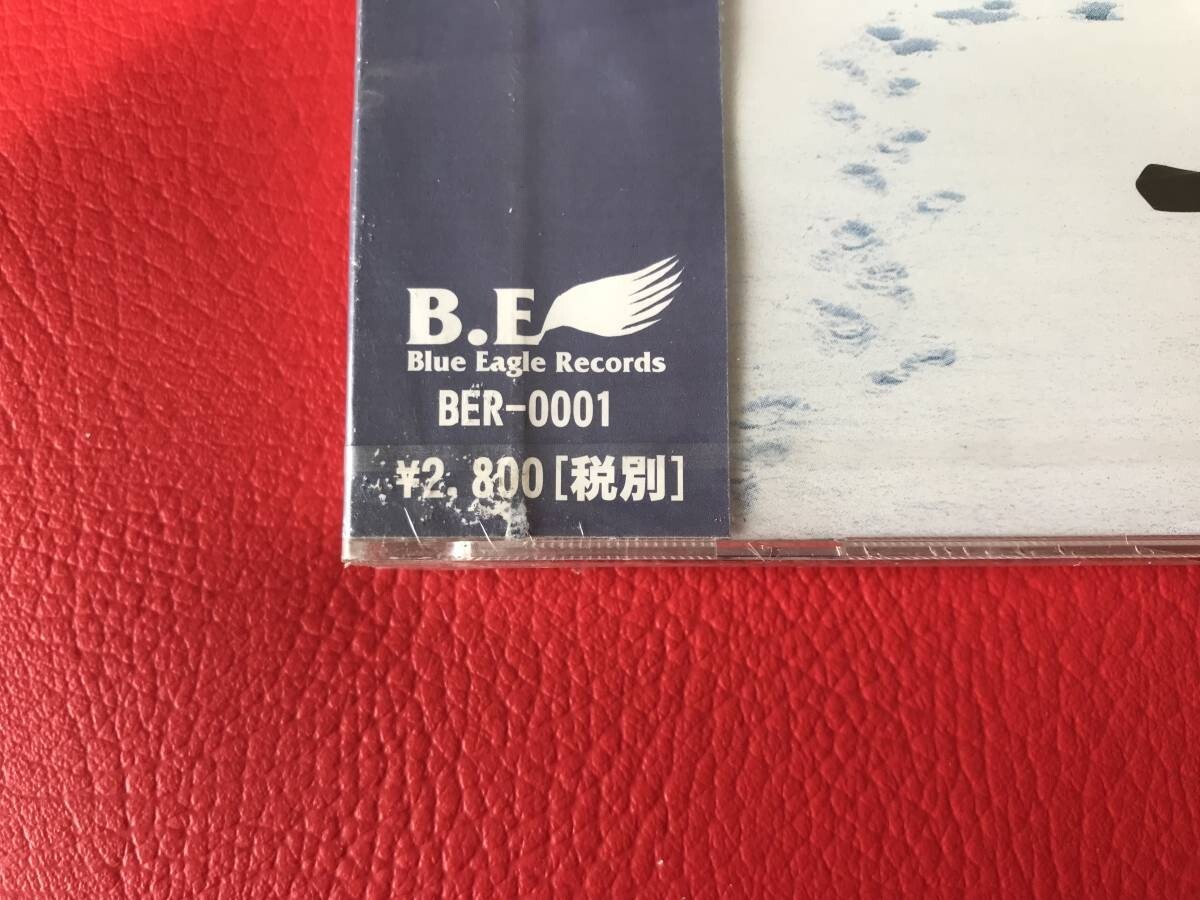 B.E
Blue Eagle Records
BER-0001
¥2,800[税別]